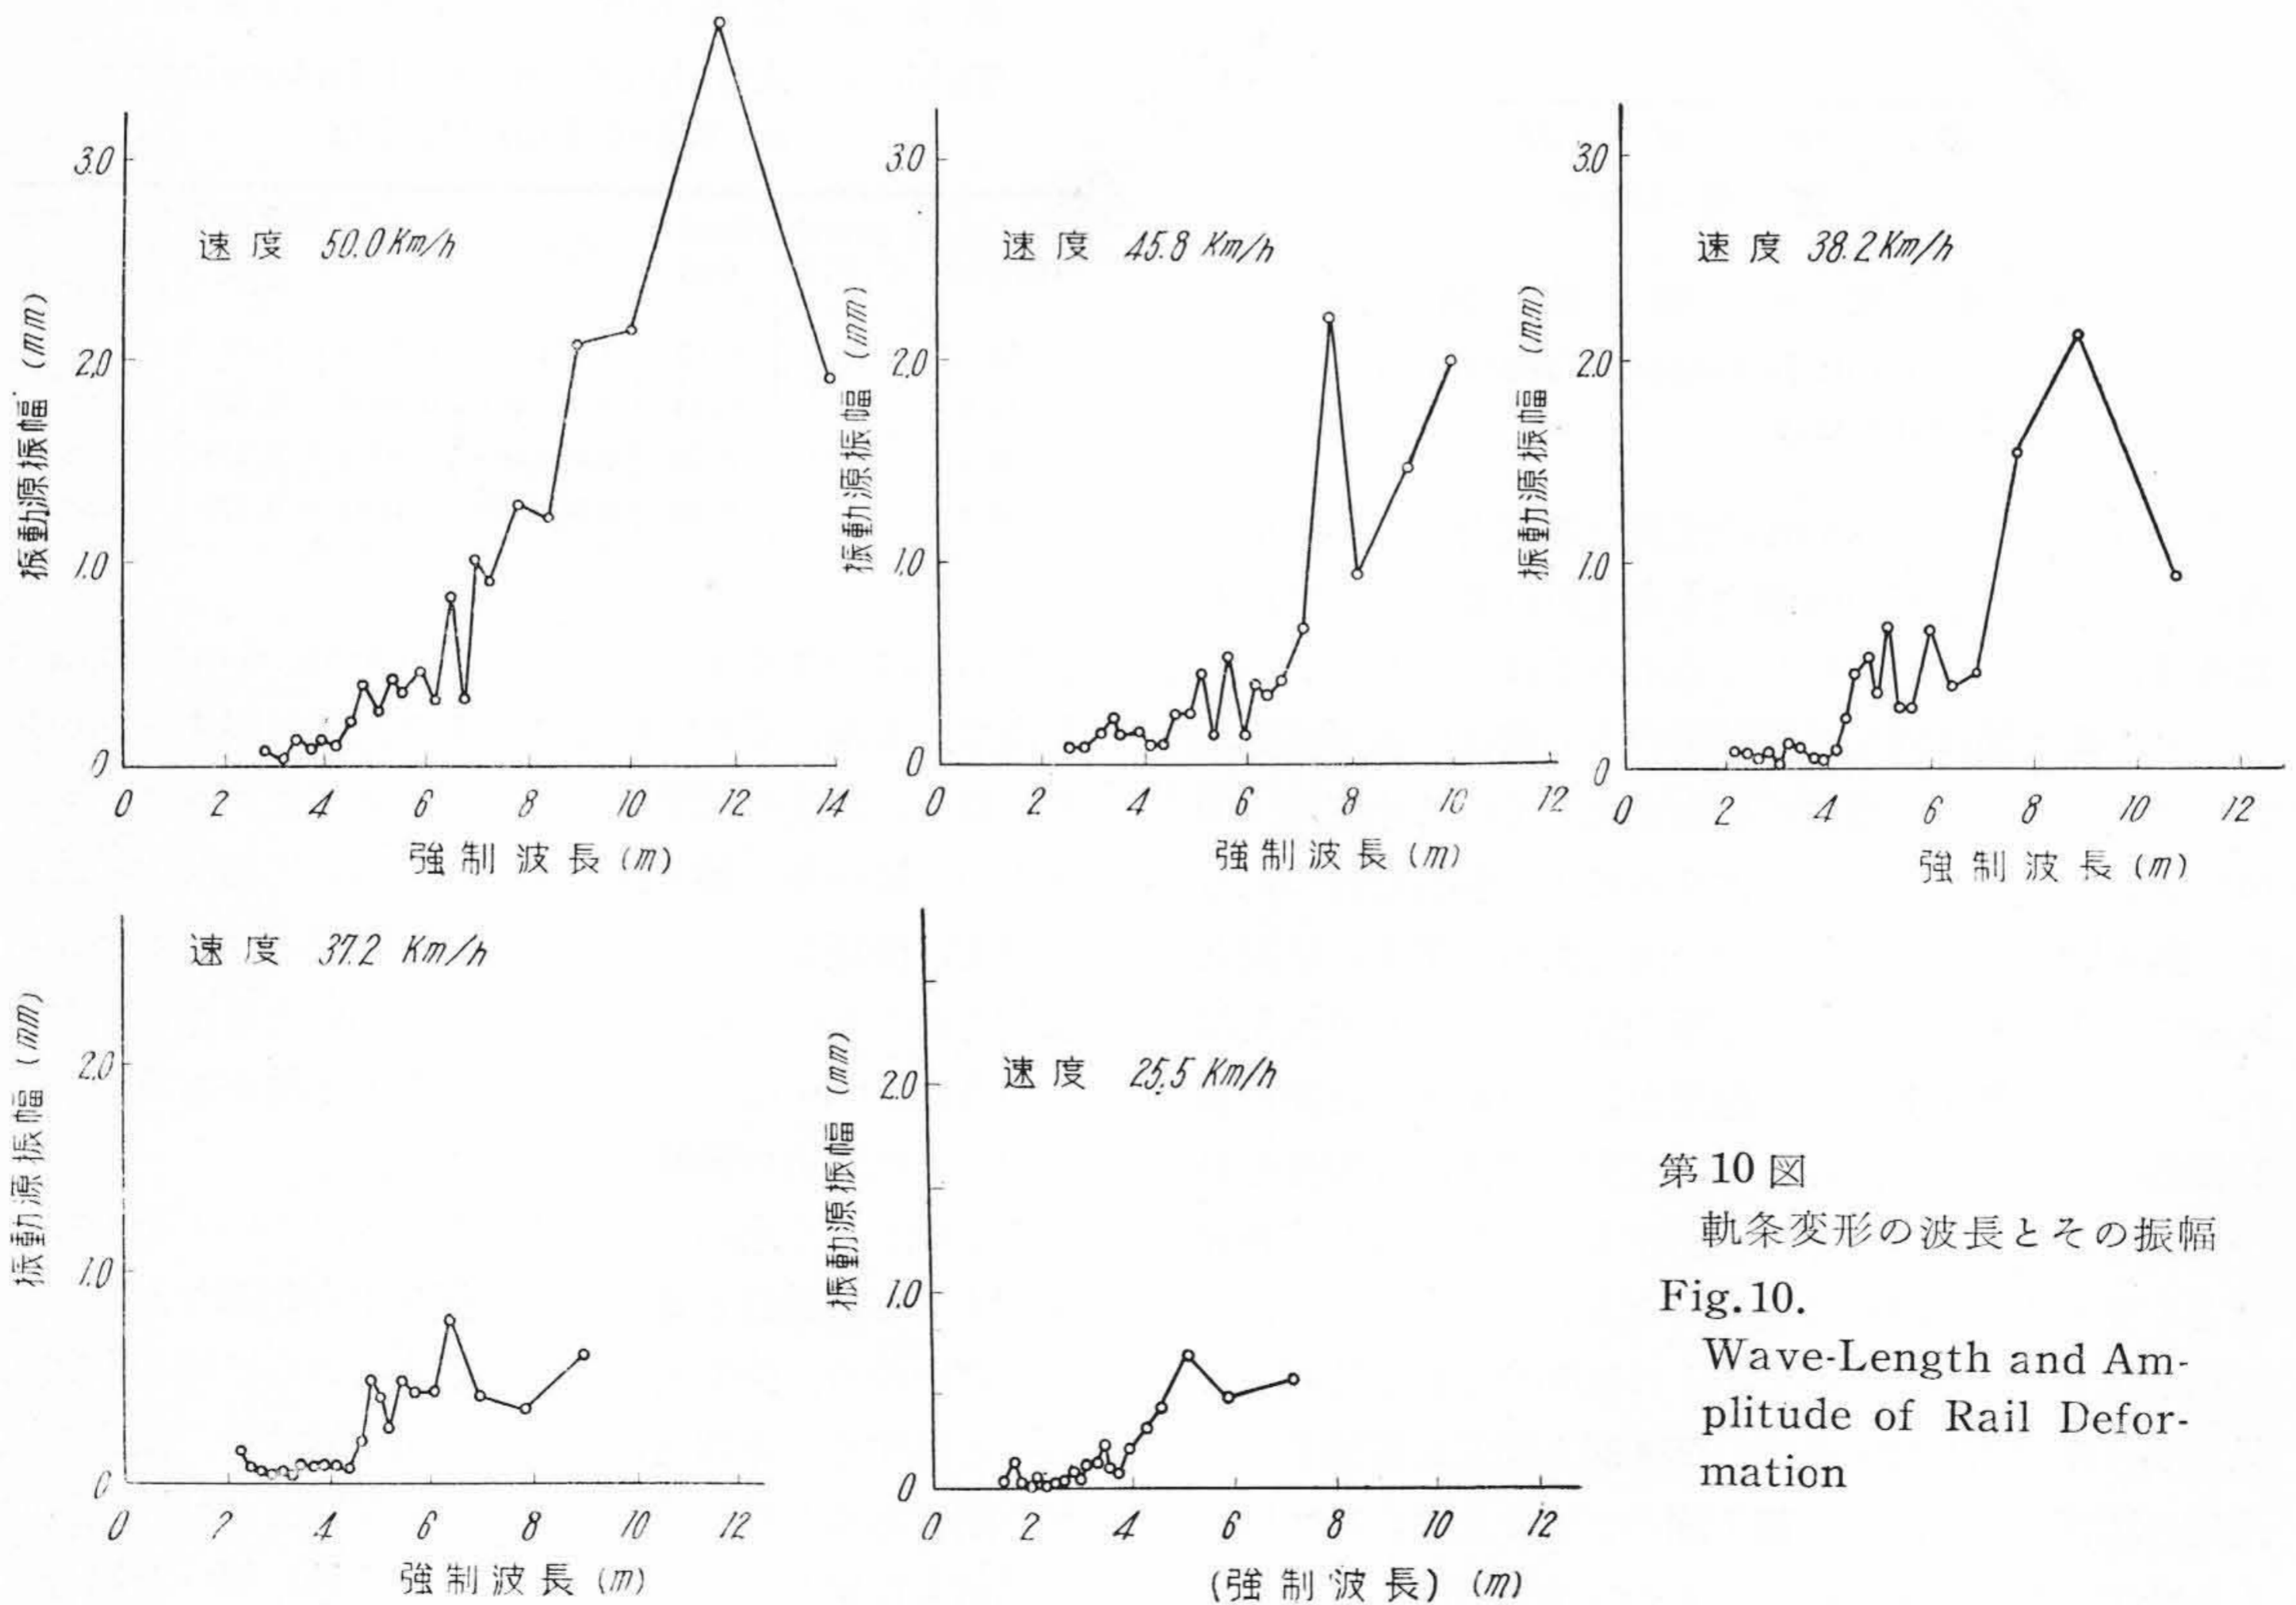 3.0
2.0
1.0
0
速度 50.0Km/h
振動源振幅 (mm)
0 2 4 6 8 10 12 14
強制波長 (m)
3.0
2.0
1.0
0
速度 45.8 Km/h
振動源振幅 (mm)
0 2 4 6 8 10 12
強制波長 (m)
3.0
2.0
1.0
0
速度 38.2 Km/h
振動源振幅 (mm)
0 2 4 6 8 10 12
強制波長 (m)
2.0
1.0
0
速度 37.2 Km/h
振動源振幅 (mm)
0 2 4 6 8 10 12
強制波長 (m)
2.0
1.0
0
速度 25.5 Km/h
振動源振幅 (mm)
0 2 4 6 8 10 12
(強制波長) (m)
第10図
軌条変形の波長とその振幅
Fig.10.
Wave-Length and Am-
plitude of Rail Defor-
mation